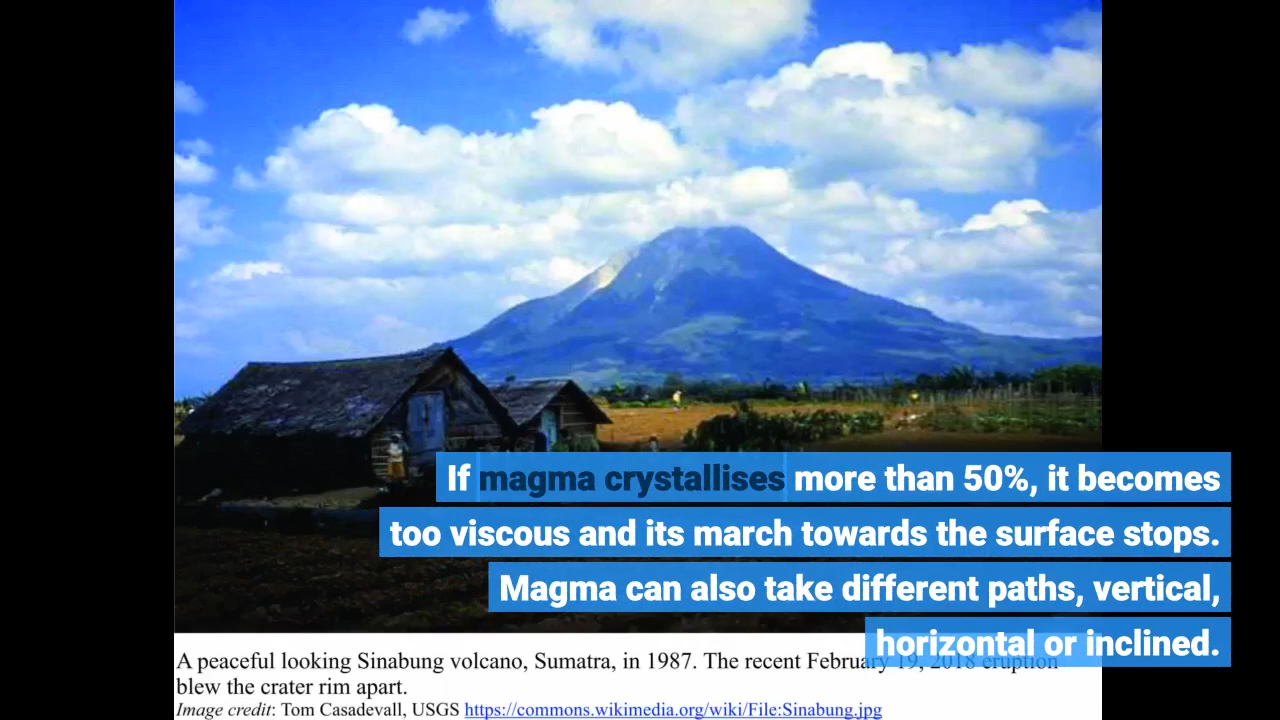 If magma crystallises more than 50%, it becomes
too viscous and its march towards the surface stops.
Magma can also take different paths, vertical,
horizontal or inclined.
A peaceful looking Sinabung volcano, Sumatra, in 1987. The recent February 19, 2018 eruption
blew the crater rim apart.
Image credit: Tom Casadevall, USGS https://commons.wikimedia.org/wiki/File:Sinabung.jpg